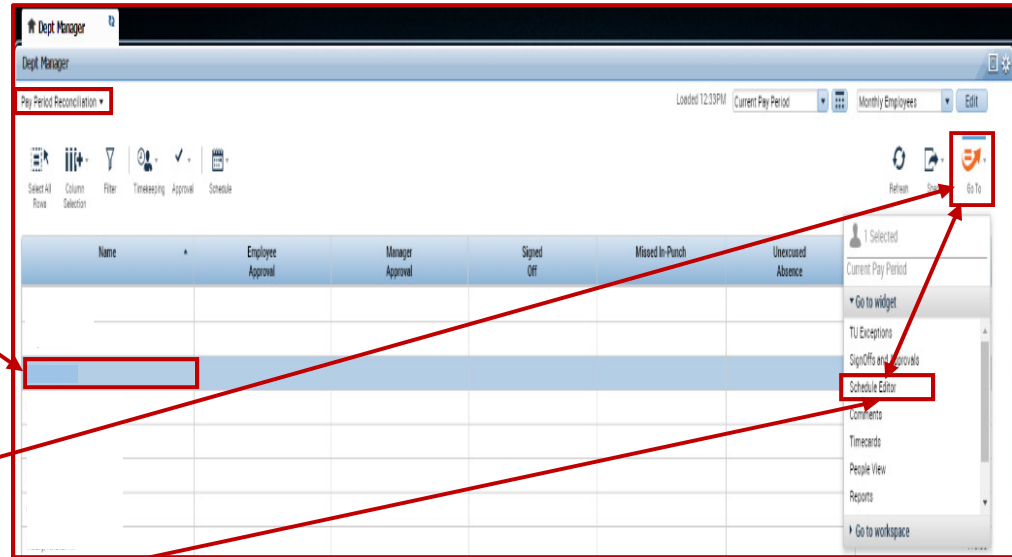 Dept Manager
Dept Manager
Pay Period Reconciliation
Loaded 12:33PM Current Pay Period Monthly Employees Edit
Select All Rows Column Selection Filter Timekeeping Approval Schedule Refresh Go To
1 Selected
Name Employee Approval Manager Approval Signed Off Missed In-Punch Unexcused Absence
Current Pay Period
Go to widget
TU Exceptions
SignOffs and Approvals
Schedule Editor
Comments
Timecards
People View
Reports
Go to workspace